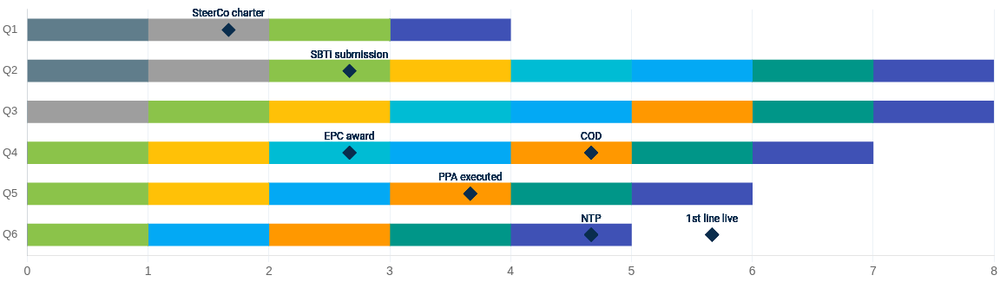 SteerCo charter
Q1
SBTi submission
Q2
Q3
EPC award COD
Q4
PPA executed
Q5
NTP 1st line live
Q6
0 1 2 3 4 5 6 7 8